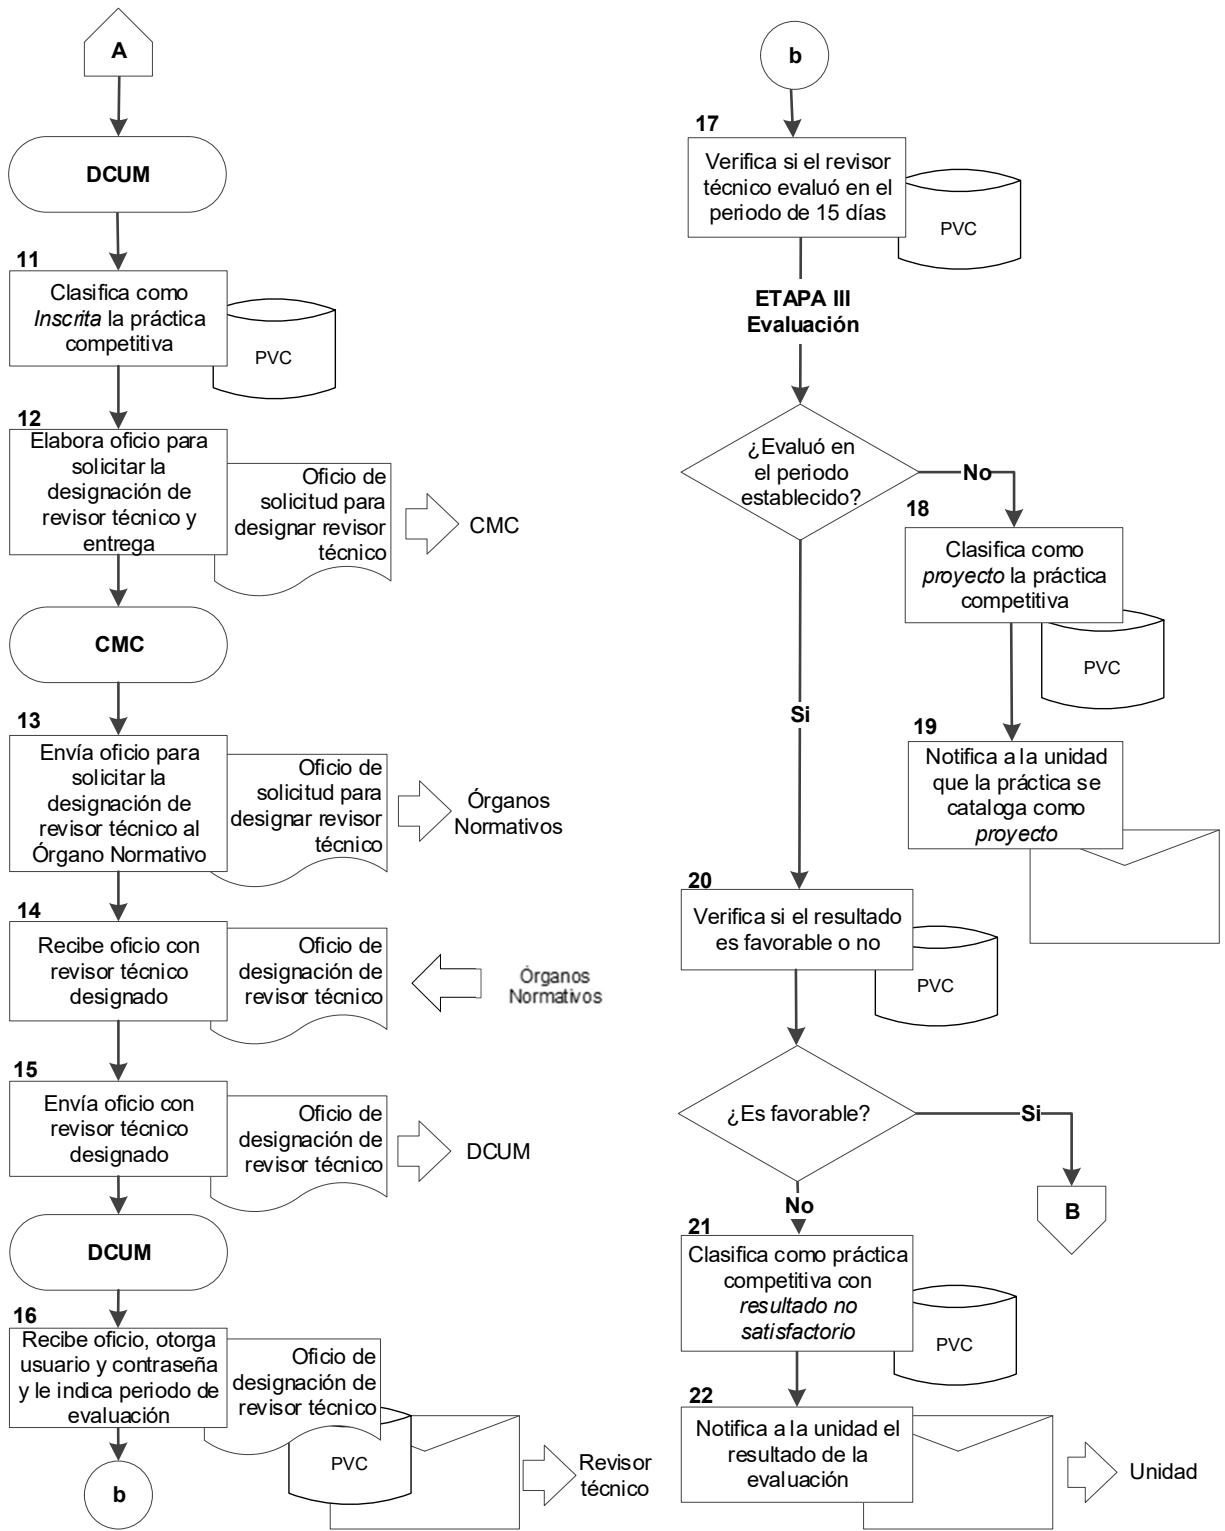 A
DCUM
11
Clasifica como
Inscrita la práctica
competitiva
PVC
12
Elabora oficio para
solicitar la
designación de
revisor técnico y
entrega
Oficio de
solicitud para
designar revisor
técnico
CMC
CMC
13
Envía oficio para
solicitar la
designación de
revisor técnico al
Órgano Normativo
Oficio de
solicitud para
designar revisor
técnico
Órganos
Normativos
14
Recibe oficio con
revisor técnico
designado
Oficio de
designación de
revisor técnico
Órganos
Normativos
15
Envía oficio con
revisor técnico
designado
Oficio de
designación de
revisor técnico
DCUM
DCUM
16
Recibe oficio, otorga
usuario y contraseña
y le indica periodo de
evaluación
Oficio de
designación de
revisor técnico
PVC
Revisor
técnico
b
b
17
Verifica si el revisor
técnico evaluó en el
periodo de 15 días
PVC
ETAPA III
Evaluación
¿Evaluó en
el periodo
establecido?
No
18
Clasifica como
proyecto la práctica
competitiva
PVC
Si
19
Notifica a la unidad
que la práctica se
cataloga como
proyecto
20
Verifica si el resultado
es favorable o no
PVC
¿Es favorable?
Si
B
No
21
Clasifica como práctica
competitiva con
resultado no
satisfactorio
PVC
22
Notifica a la unidad el
resultado de la
evaluación
Unidad